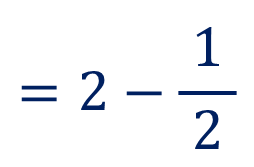 = 2 − 1/2